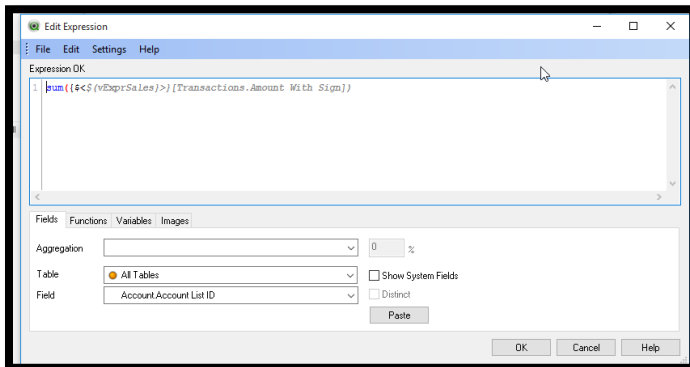 Edit Expression
File Edit Settings Help
Expression OK
1 sum({$<$(vExprSales)>}[Transactions.Amount With Sign])
Fields Functions Variables Images
Aggregation 0 %
Table All Tables Show System Fields
Field Account.Account List ID Distinct
Paste
OK Cancel Help